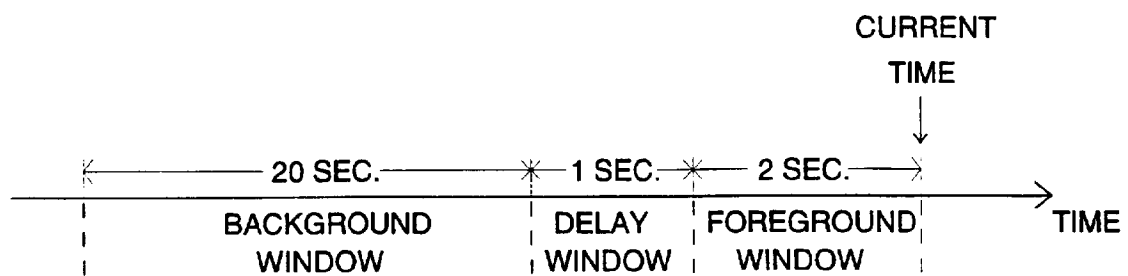 CURRENT
TIME
20 SEC. 1 SEC. 2 SEC.
BACKGROUND DELAY FOREGROUND TIME
WINDOW WINDOW WINDOW